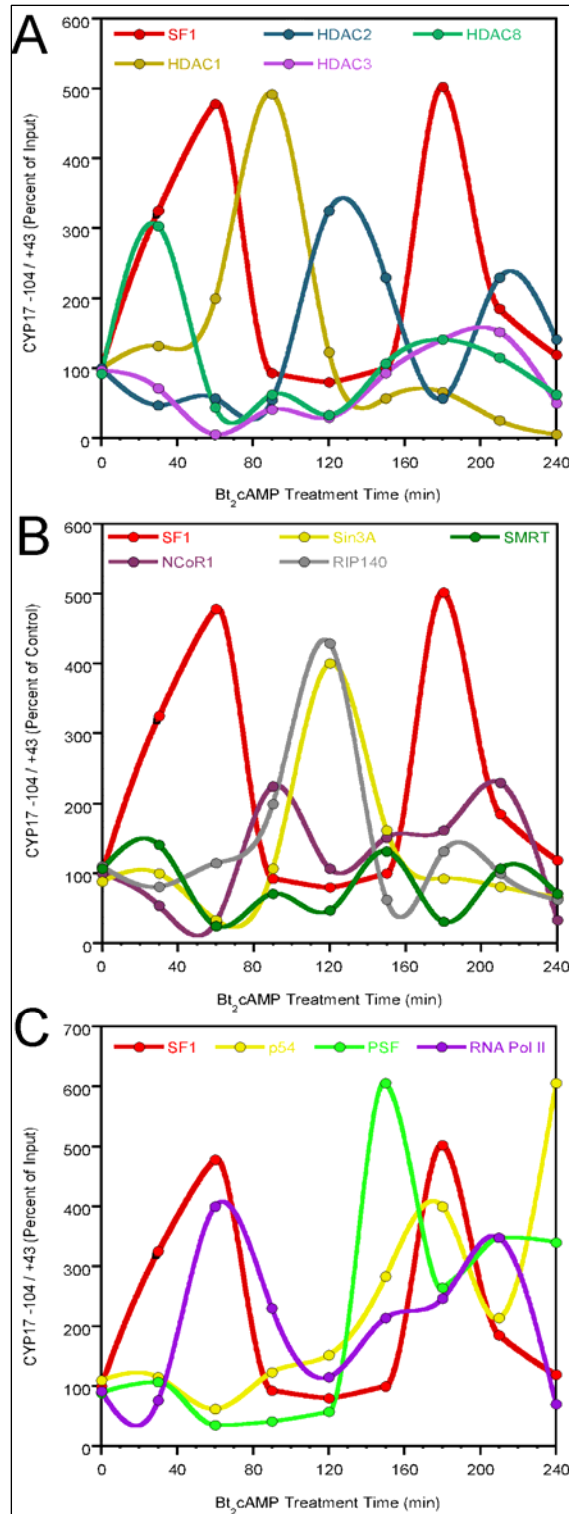 A
SF1 HDAC2 HDAC8
HDAC1 HDAC3
CYP17 -104 / +43 (Percent of Input)
600
500
400
300
200
100
0
0 40 80 120 160 200 240
Bt₂cAMP Treatment Time (min)
B
SF1 Sin3A SMRT
NCoR1 RIP140
CYP17 -104 / +43 (Percent of Control)
600
500
400
300
200
100
0
0 40 80 120 160 200 240
Bt₂cAMP Treatment Time (min)
C
SF1 p54 PSF RNA Pol II
CYP17 -104 / +43 (Percent of Input)
700
600
500
400
300
200
100
0
0 40 80 120 160 200 240
Bt₂cAMP Treatment Time (min)